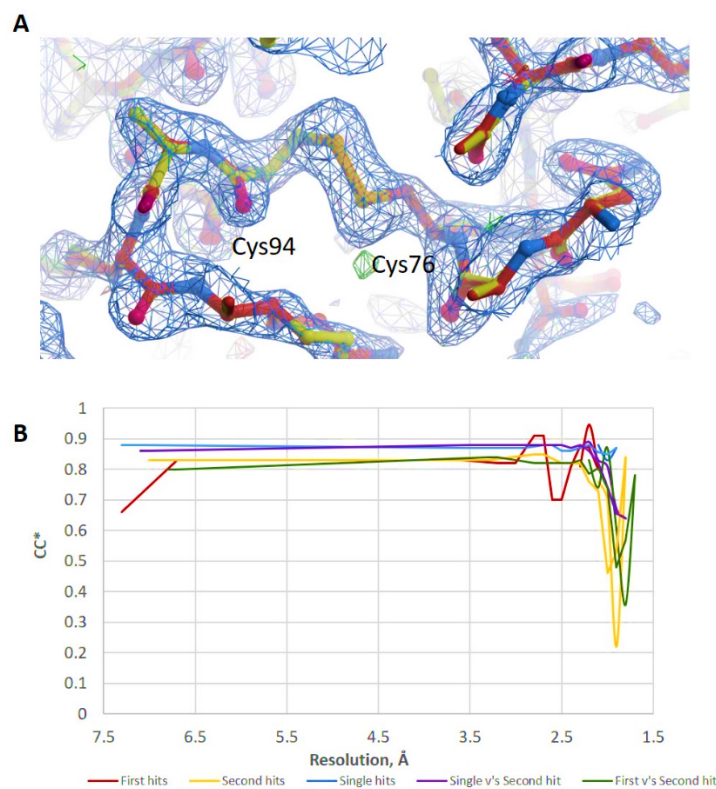 A
Cys94
Cys76
B
1
0.9
0.8
0.7
0.6
0.5
0.4
0.3
0.2
0.1
0
CC*
7.5 6.5 5.5 4.5 3.5 2.5 1.5
Resolution, Å
First hits Second hits Single hits Single v's Second hit First v's Second hit